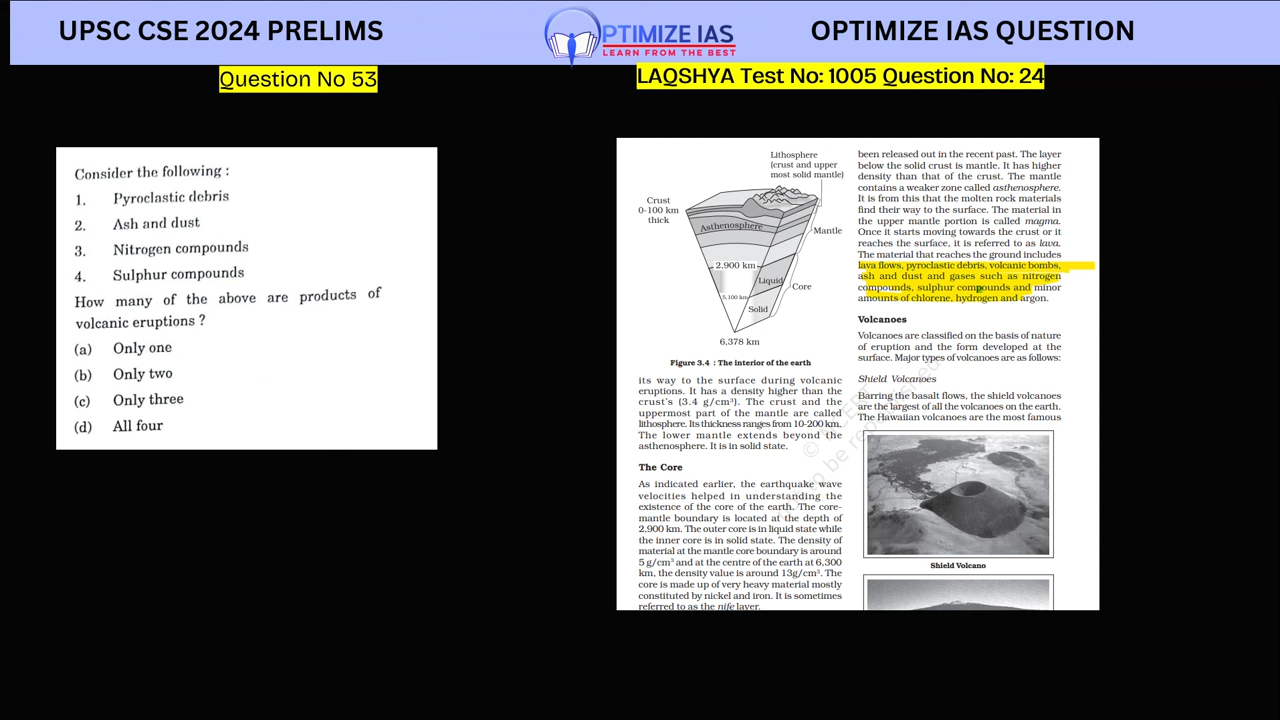 UPSC CSE 2024 PRELIMS
OPTIMIZE IAS
LEARN FROM THE BEST
OPTIMIZE IAS QUESTION
Question No 53
LAQSHYA Test No: 1005 Question No: 24
Consider the following :
1. Pyroclastic debris
2. Ash and dust
3. Nitrogen compounds
4. Sulphur compounds
How many of the above are products of
volcanic eruptions ?
(a) Only one
(b) Only two
(c) Only three
(d) All four
Lithosphere
(crust and upper
most solid mantle)
Crust
0-100 km
thick
Asthenosphere
Mantle
2,900 km
Liquid
Core
5,100 km
Solid
6,378 km
Figure 3.4 : The interior of the earth
its way to the surface during volcanic
eruptions. It has a density higher than the
crust's (3.4 g/cm³). The crust and the
uppermost part of the mantle are called
lithosphere. Its thickness ranges from 10-200 km.
The lower mantle extends beyond the
asthenosphere. It is in solid state.
The Core
As indicated earlier, the earthquake wave
velocities helped in understanding the
existence of the core of the earth. The core-
mantle boundary is located at the depth of
2,900 km. The outer core is in liquid state while
the inner core is in solid state. The density of
material at the mantle core boundary is around
5 g/cm³ and at the centre of the earth at 6,300
km, the density value is around 13g/cm³. The
core is made up of very heavy material mostly
constituted by nickel and iron. It is sometimes
referred to as the nife layer.
been released out in the recent past. The layer
below the solid crust is mantle. It has higher
density than that of the crust. The mantle
contains a weaker zone called asthenosphere.
It is from this that the molten rock materials
find their way to the surface. The material in
the upper mantle portion is called magma.
Once it starts moving towards the crust or it
reaches the surface, it is referred to as lava.
The material that reaches the ground includes
lava flows, pyroclastic debris, volcanic bombs,
ash and dust and gases such as nitrogen
compounds, sulphur compounds and minor
amounts of chlorene, hydrogen and argon.
Volcanoes
Volcanoes are classified on the basis of nature
of eruption and the form developed at the
surface. Major types of volcanoes are as follows:
Shield Volcanoes
Barring the basalt flows, the shield volcanoes
are the largest of all the volcanoes on the earth.
The Hawaiian volcanoes are the most famous
Shield Volcano